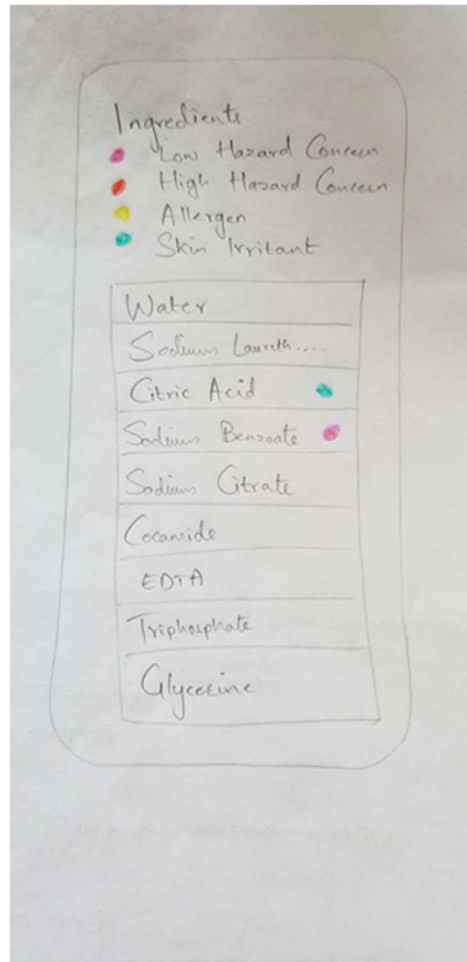 Ingredients
Low Hazard Concern
High Hazard Concern
Allergen
Skin Irritant
Water
Sodium Laureth....
Citric Acid
Sodium Benzoate
Sodium Citrate
Cocamide
EDTA
Triphosphate
Glycerine